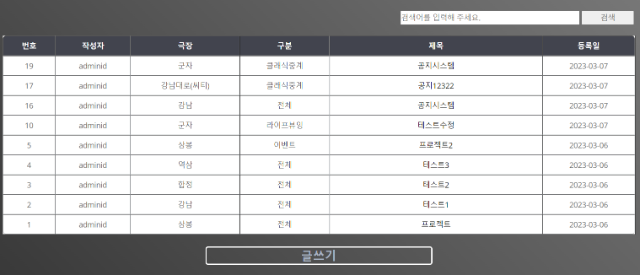 검색어를 입력해 주세요. 검색
번호 작성자 극장 구분 제목 등록일
19 adminid 군자 클래식중계 공지시스템 2023-03-07
17 adminid 강남대로(씨티) 클래식중계 공지12322 2023-03-07
16 adminid 강남 전체 공지시스템 2023-03-07
10 adminid 군자 라이프뷰잉 테스트수정 2023-03-07
5 adminid 상봉 이벤트 프로젝트2 2023-03-06
4 adminid 역삼 전체 테스트3 2023-03-06
3 adminid 합정 전체 테스트2 2023-03-06
2 adminid 강남 전체 테스트1 2023-03-06
1 adminid 상봉 전체 프로젝트 2023-03-06
글쓰기